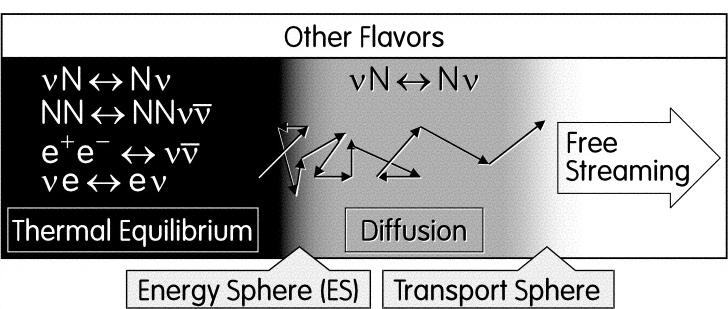 Other Flavors
νN ↔ Nν
NN ↔ NNνν̅
e⁺e⁻ ↔ νν̅
νe ↔ eν
νN ↔ Nν
Free
Streaming
Thermal Equilibrium
Diffusion
Energy Sphere (ES)
Transport Sphere